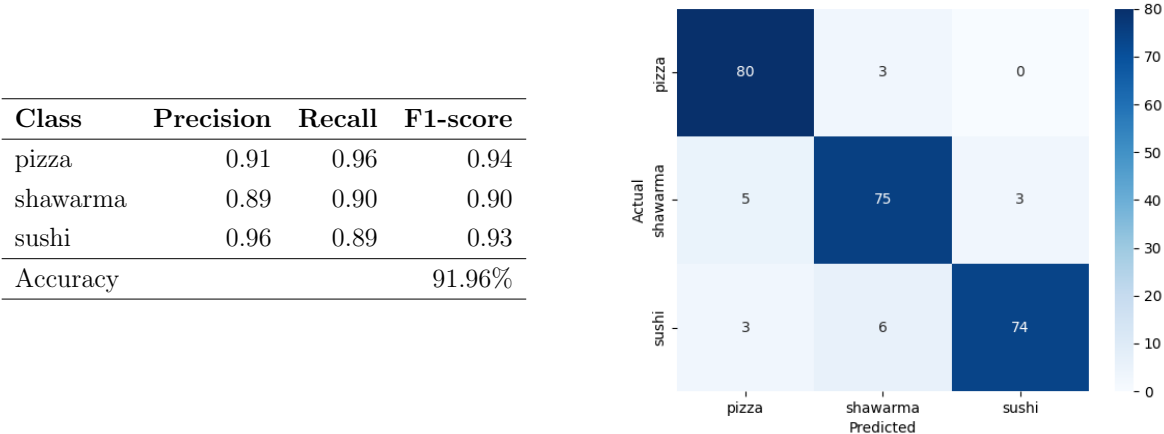 Class Precision Recall F1-score
pizza 0.91 0.96 0.94
shawarma 0.89 0.90 0.90
sushi 0.96 0.89 0.93
Accuracy 91.96%
Actual
pizza 80 3 0
shawarma 5 75 3
sushi 3 6 74
pizza shawarma sushi
Predicted
80
70
60
50
40
30
20
10
0